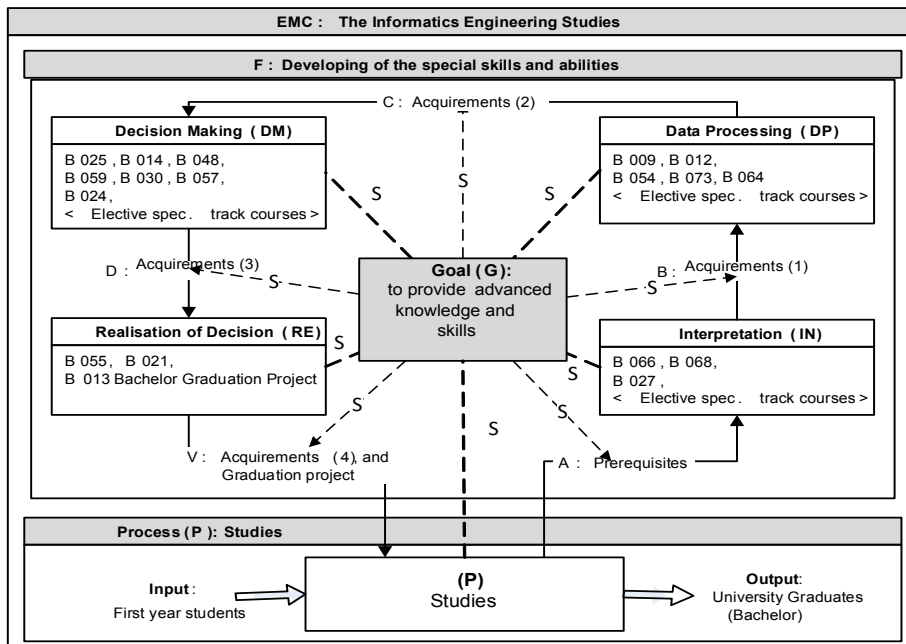 EMC : The Informatics Engineering Studies
F : Developing of the special skills and abilities
C : Acquirements (2)
Decision Making ( DM)
B 025 , B 014 , B 048,
B 059 , B 030 , B 057,
B 024,
< Elective spec. track courses >
Data Processing ( DP)
B 009 , B 012,
B 054 , B 073, B 064
< Elective spec. track courses >
S
S
S
D : Acquirements (3)
S
Goal ( G ):
to provide advanced
knowledge and
skills
B : Acquirements (1)
S
Realisation of Decision ( RE)
B 055, B 021,
B 013 Bachelor Graduation Project
Interpretation ( IN)
B 066 , B 068,
B 027 ,
< Elective spec. track courses >
S
S
S
S
S
V : Acquirements (4), and
Graduation project
A : Prerequisites
Process ( P ): Studies
Input :
First year students
(P)
Studies
Output:
University Graduates
(Bachelor)